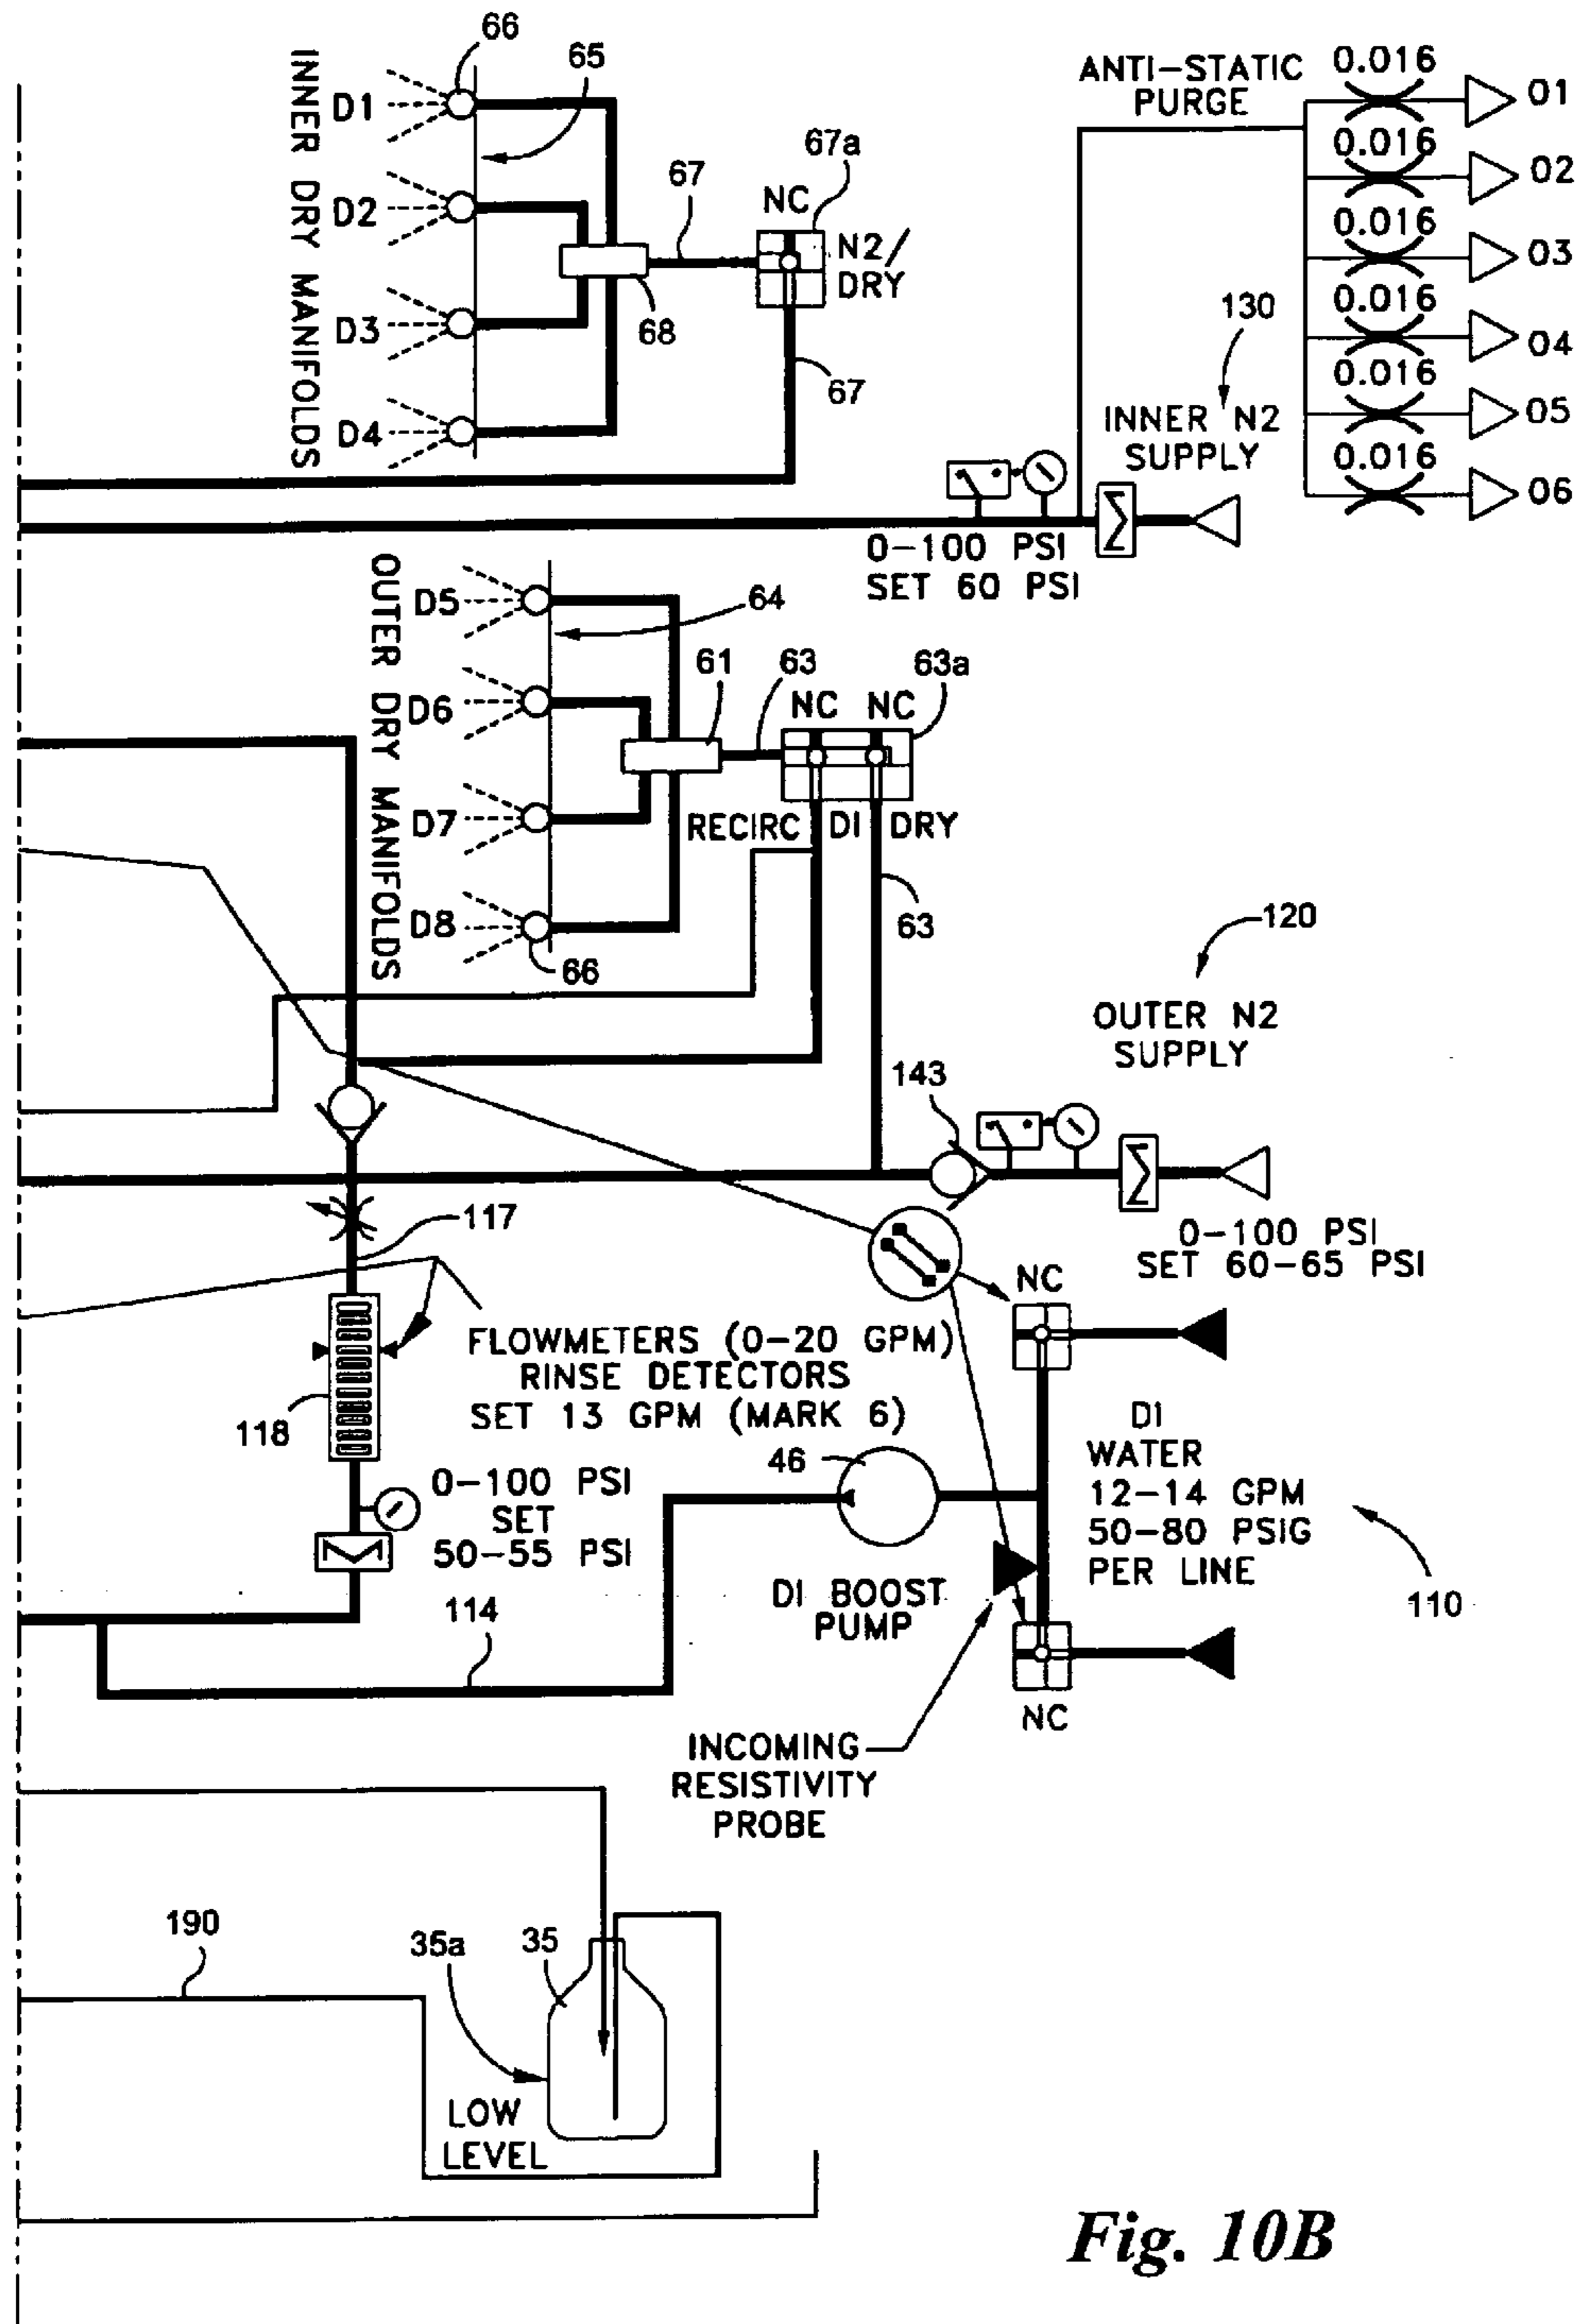 66
65
INNER DRY MANIFOLDS
D1
D2
D3
D4
67
67a
NC
N2/
DRY
68
67
ANTI-STATIC
PURGE
0.016
01
0.016
02
0.016
03
0.016
04
0.016
05
0.016
06
130
INNER N2
SUPPLY
0-100 PSI
SET 60 PSI
OUTER DRY MANIFOLDS
D5
D6
D7
D8
64
61
63
63a
NC
NC
RECIRC
DI
DRY
63
66
120
OUTER N2
SUPPLY
143
0-100 PSI
SET 60-65 PSI
117
NC
FLOWMETERS (0-20 GPM)
RINSE DETECTORS
SET 13 GPM (MARK 6)
118
46
DI
WATER
12-14 GPM
50-80 PSIG
PER LINE
110
0-100 PSI
SET
50-55 PSI
DI BOOST
PUMP
114
NC
INCOMING
RESISTIVITY
PROBE
190
35a
35
LOW
LEVEL
Fig. 10B